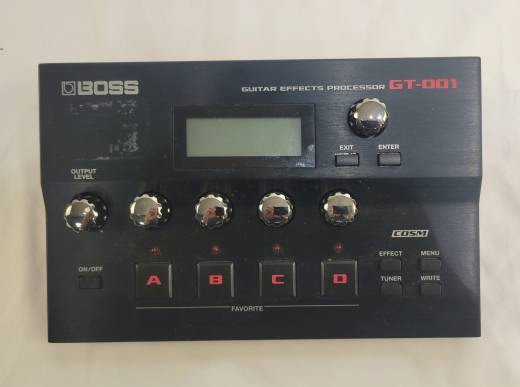 BOSS
GUITAR EFFECTS PROCESSOR GT-001
EXIT
ENTER
OUTPUT
LEVEL
COSM
ON/OFF
A
B
C
D
EFFECT
MENU
TUNER
WRITE
FAVORITE